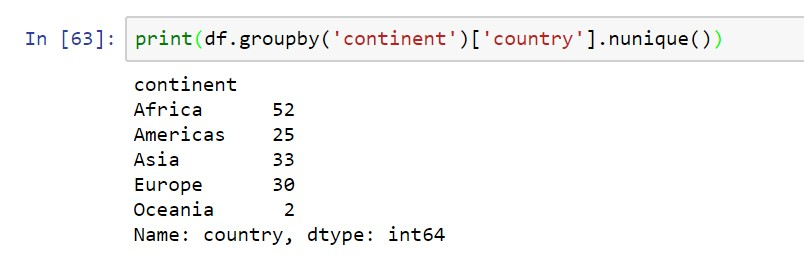 In [63]: print(df.groupby('continent')['country'].nunique())
continent
Africa      52
Americas    25
Asia        33
Europe      30
Oceania      2
Name: country, dtype: int64